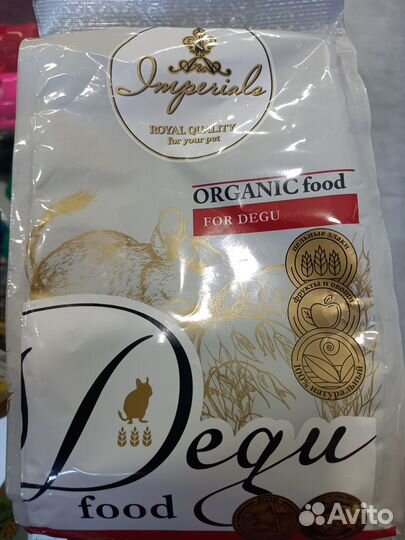 Imperials
ROYAL QUALITY
for your pet
ORGANIC food
FOR DEGU
цельные злаки
фрукты и овощи
100% натуральный
Degu
food
Avito